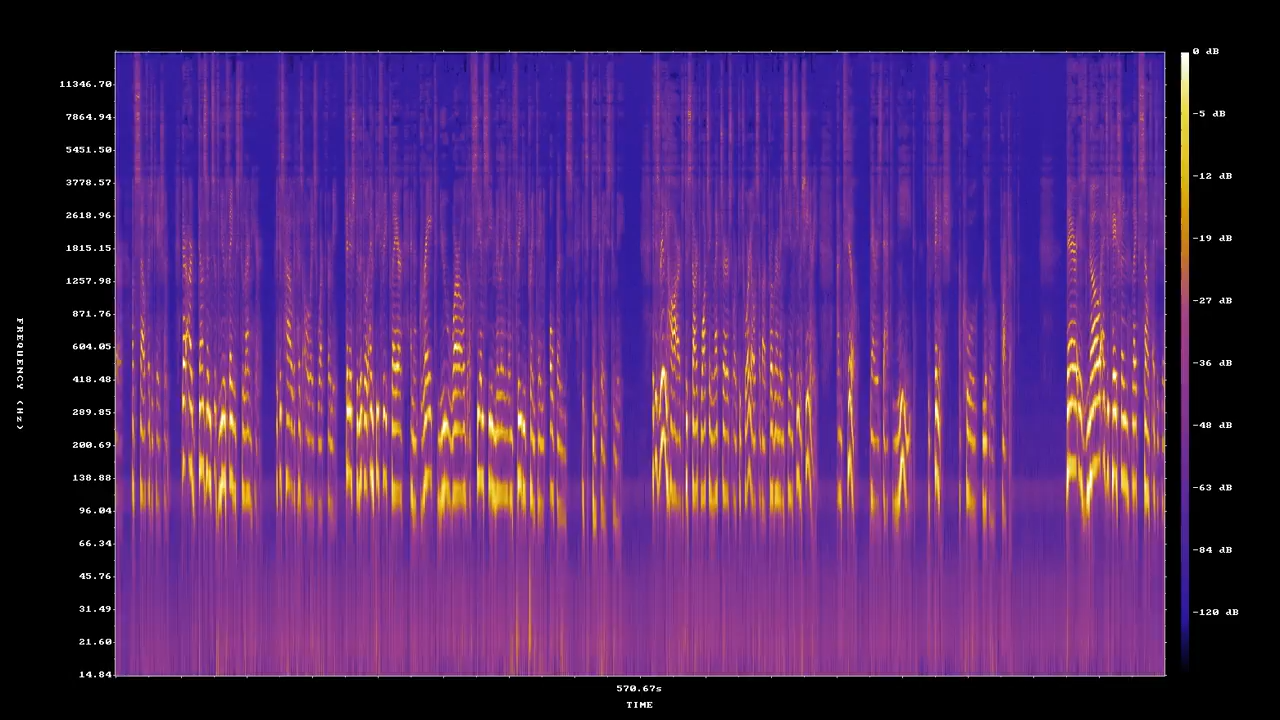 0 dB
11346.70
-5 dB
7864.94
5451.50
-12 dB
3778.57
2618.96
-19 dB
1815.15
1257.98
-27 dB
871.76
604.05
-36 dB
418.48
289.85
-48 dB
200.69
138.88
-63 dB
96.04
66.34
-84 dB
45.76
31.49
-120 dB
21.60
14.84
FREQUENCY (Hz)
570.67s
TIME